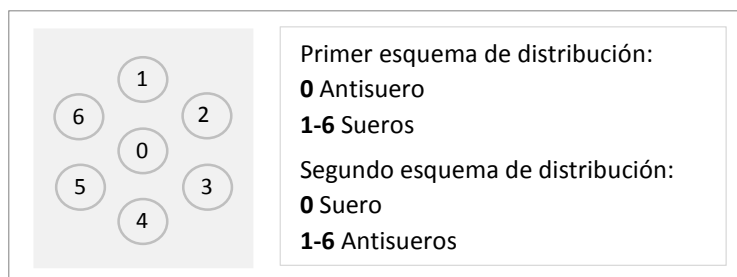 1
6
2
0
5
3
4
Primer esquema de distribución:
0 Antisuero
1-6 Sueros
Segundo esquema de distribución:
0 Suero
1-6 Antisueros